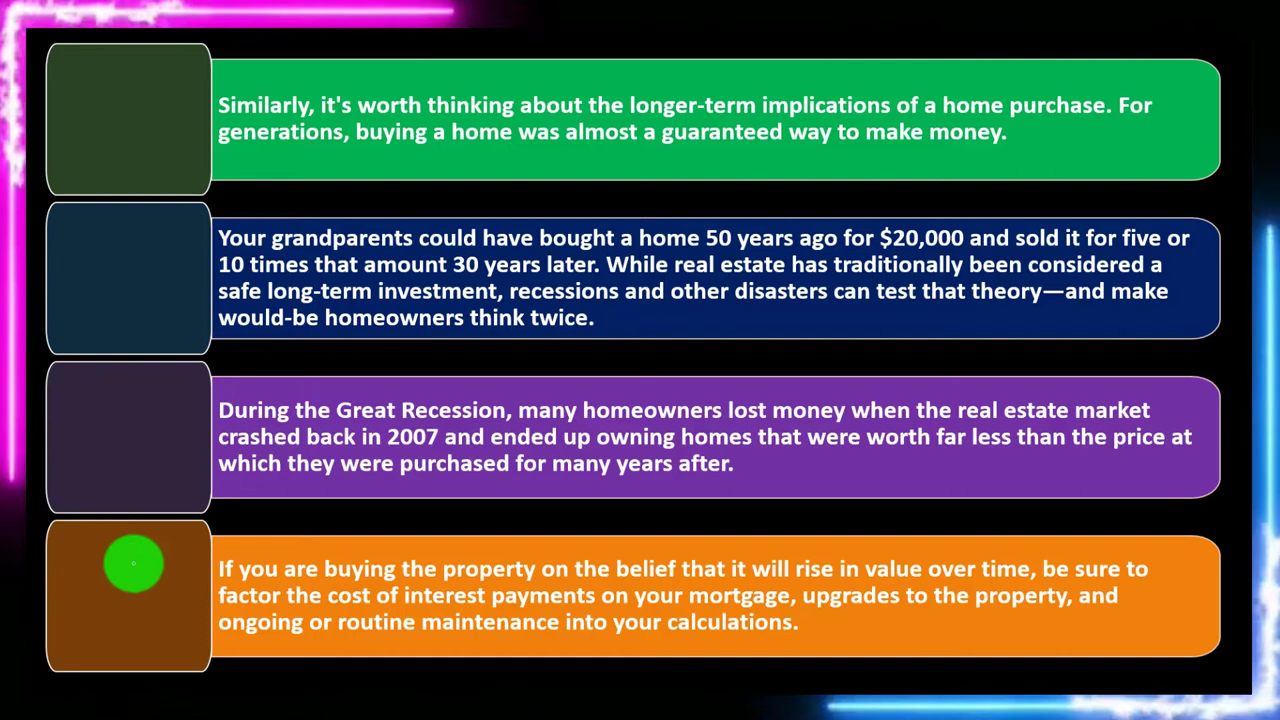 Similarly, it's worth thinking about the longer-term implications of a home purchase. For
generations, buying a home was almost a guaranteed way to make money.
Your grandparents could have bought a home 50 years ago for $20,000 and sold it for five or
10 times that amount 30 years later. While real estate has traditionally been considered a
safe long-term investment, recessions and other disasters can test that theory—and make
would-be homeowners think twice.
During the Great Recession, many homeowners lost money when the real estate market
crashed back in 2007 and ended up owning homes that were worth far less than the price at
which they were purchased for many years after.
If you are buying the property on the belief that it will rise in value over time, be sure to
factor the cost of interest payments on your mortgage, upgrades to the property, and
ongoing or routine maintenance into your calculations.